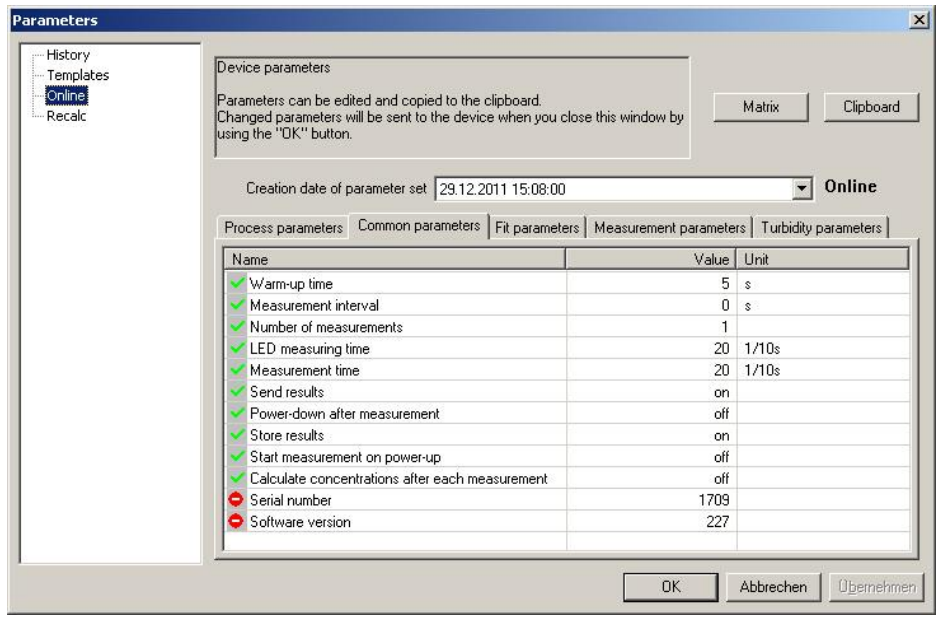 Parameters
History
Templates
Online
Recalc
Device parameters
Parameters can be edited and copied to the clipboard.
Changed parameters will be sent to the device when you close this window by
using the "OK" button.
Matrix
Clipboard
Creation date of parameter set 29.12.2011 15:08:00 Online
Process parameters Common parameters Fit parameters Measurement parameters Turbidity parameters
Name Value Unit
Warm-up time 5 s
Measurement interval 0 s
Number of measurements 1
LED measuring time 20 1/10s
Measurement time 20 1/10s
Send results on
Power-down after measurement off
Store results on
Start measurement on power-up off
Calculate concentrations after each measurement off
Serial number 1709
Software version 227
OK Abbrechen Übernehmen